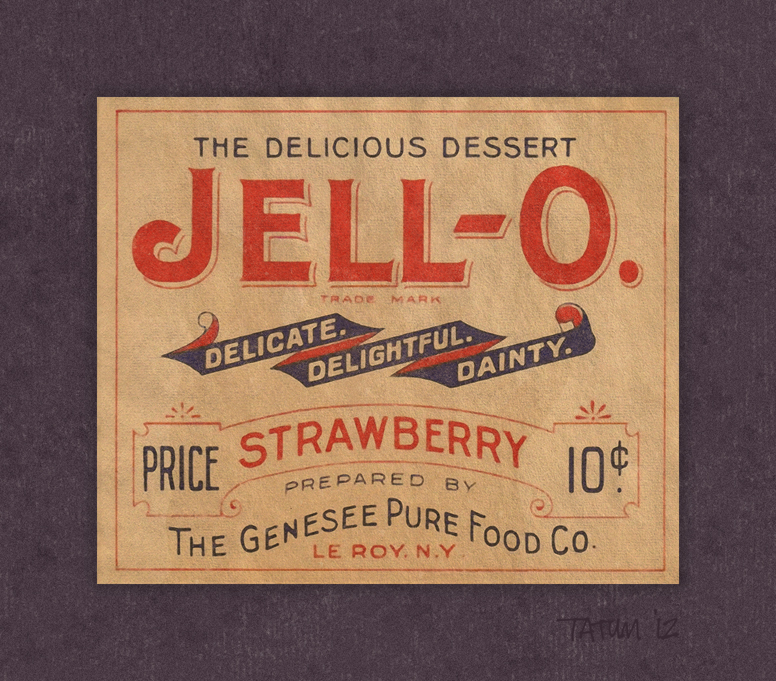 THE DELICIOUS DESSERT
JELL-O.
TRADE MARK
DELICATE.
DELIGHTFUL.
DAINTY.
STRAWBERRY
PRICE
10¢
PREPARED BY
THE GENESEE PURE FOOD CO.
LE ROY. N.Y.
TATUM '12